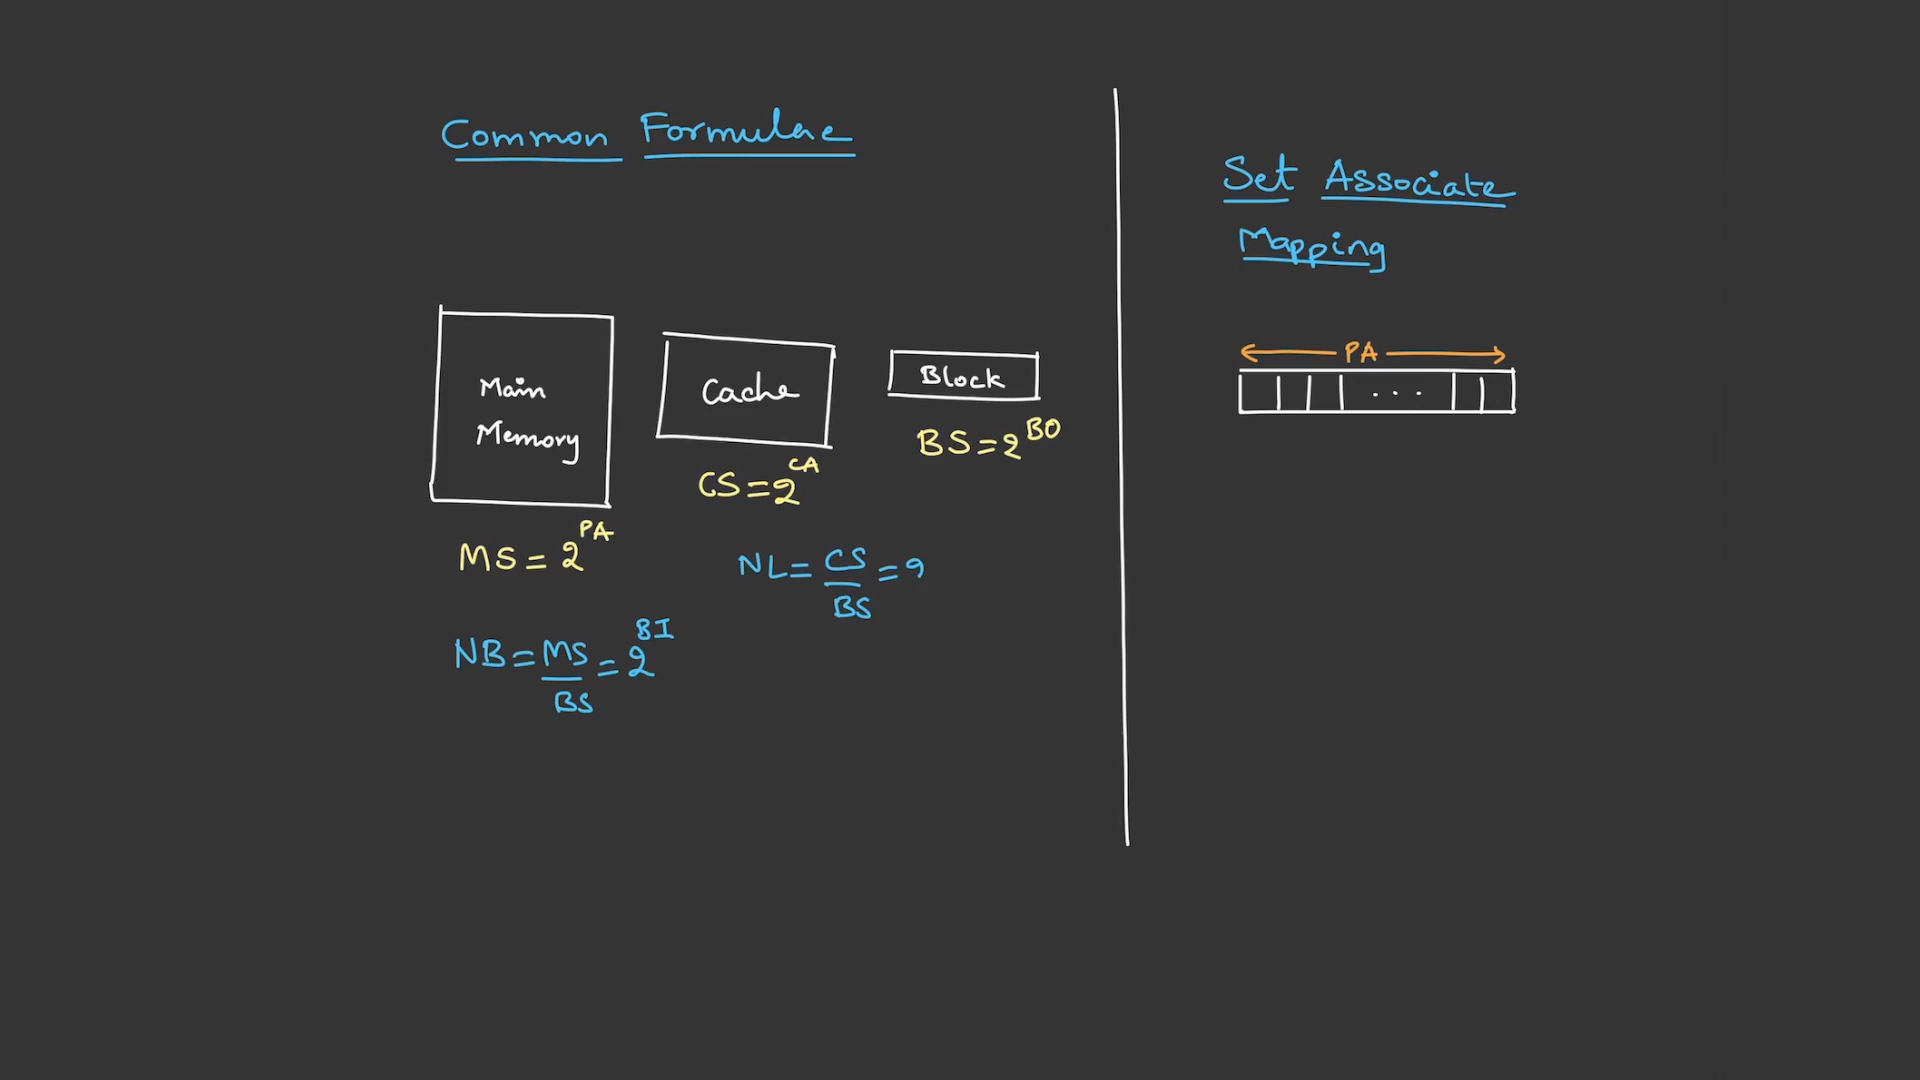 Common Formulae
Main
Memory
Cache
Block
BS = 2^BO
CS = 2^CA
MS = 2^PA
NL = CS/BS = 
NB = MS/BS = 2^BI
Set Associate
Mapping
PA
...